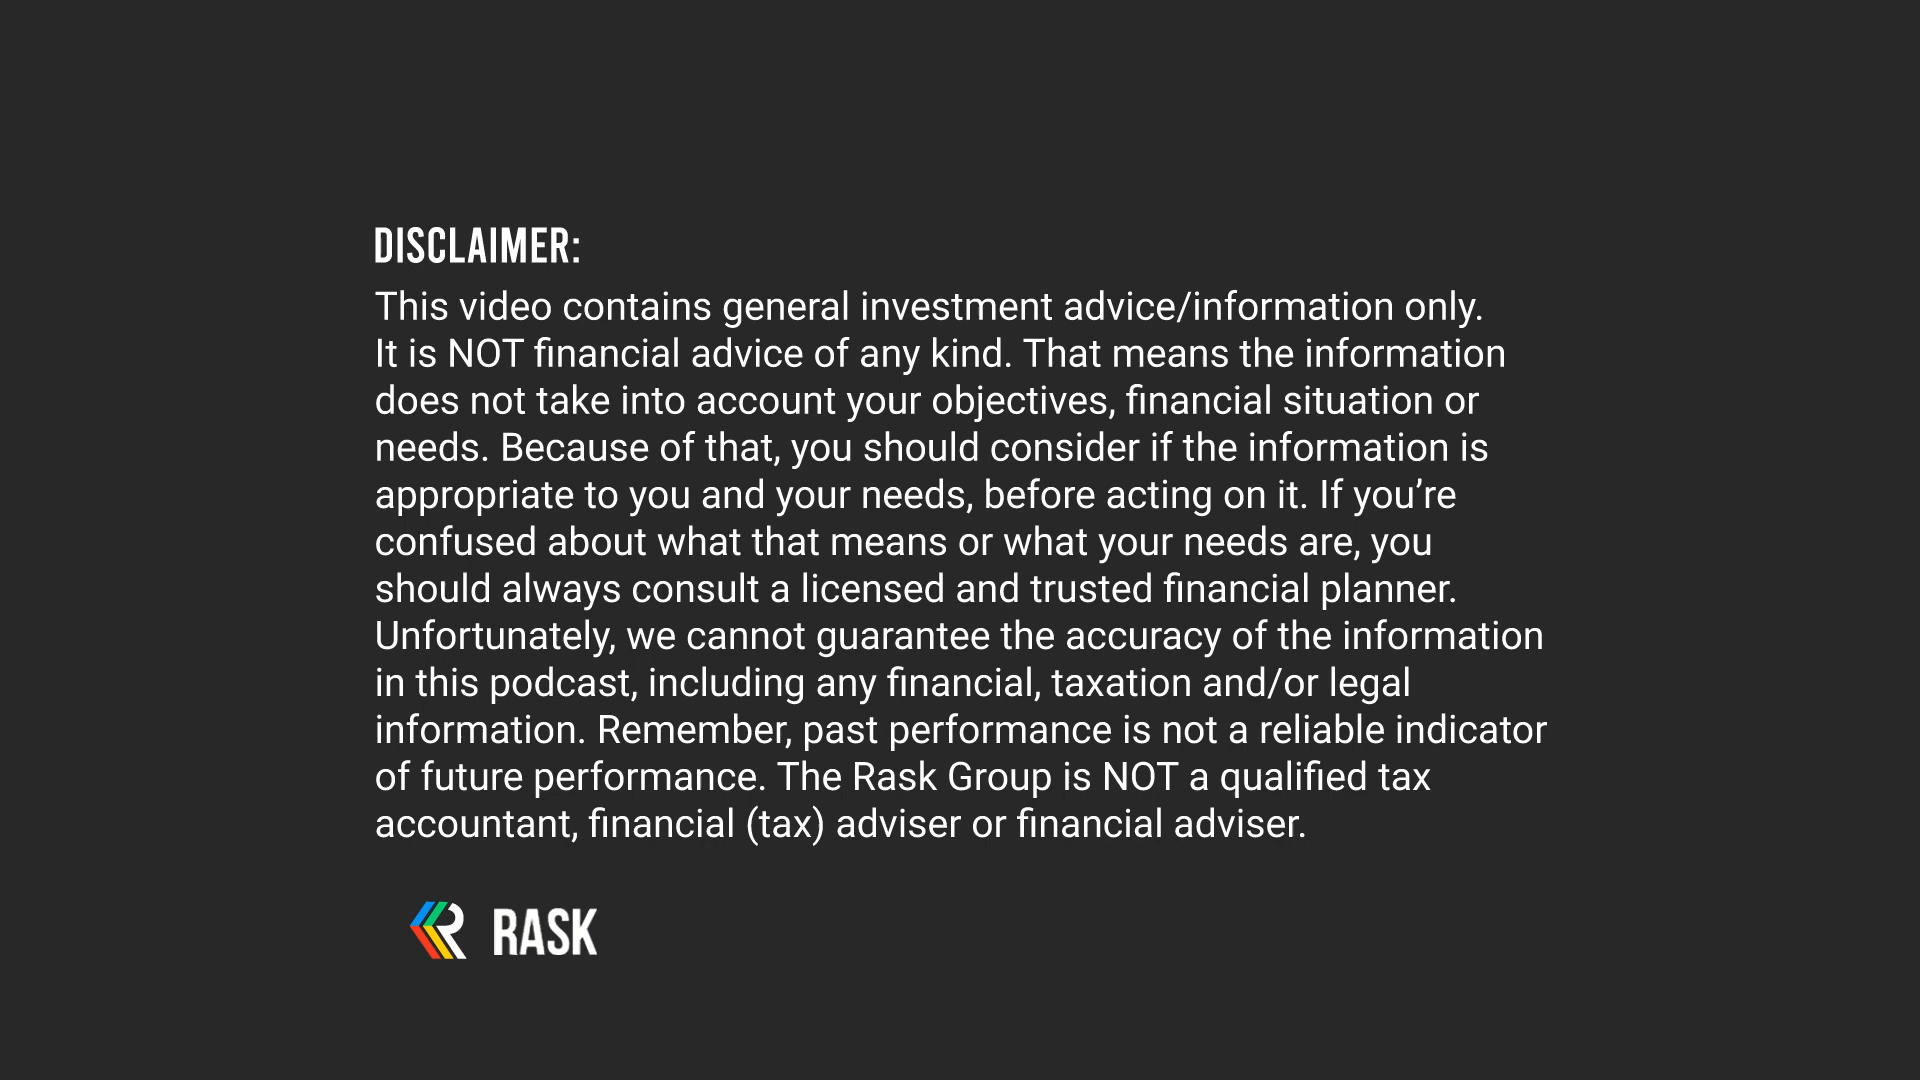 DISCLAIMER:
This video contains general investment advice/information only.
It is NOT financial advice of any kind. That means the information
does not take into account your objectives, financial situation or
needs. Because of that, you should consider if the information is
appropriate to you and your needs, before acting on it. If you’re
confused about what that means or what your needs are, you
should always consult a licensed and trusted financial planner.
Unfortunately, we cannot guarantee the accuracy of the information
in this podcast, including any financial, taxation and/or legal
information. Remember, past performance is not a reliable indicator
of future performance. The Rask Group is NOT a qualified tax
accountant, financial (tax) adviser or financial adviser.
RASK